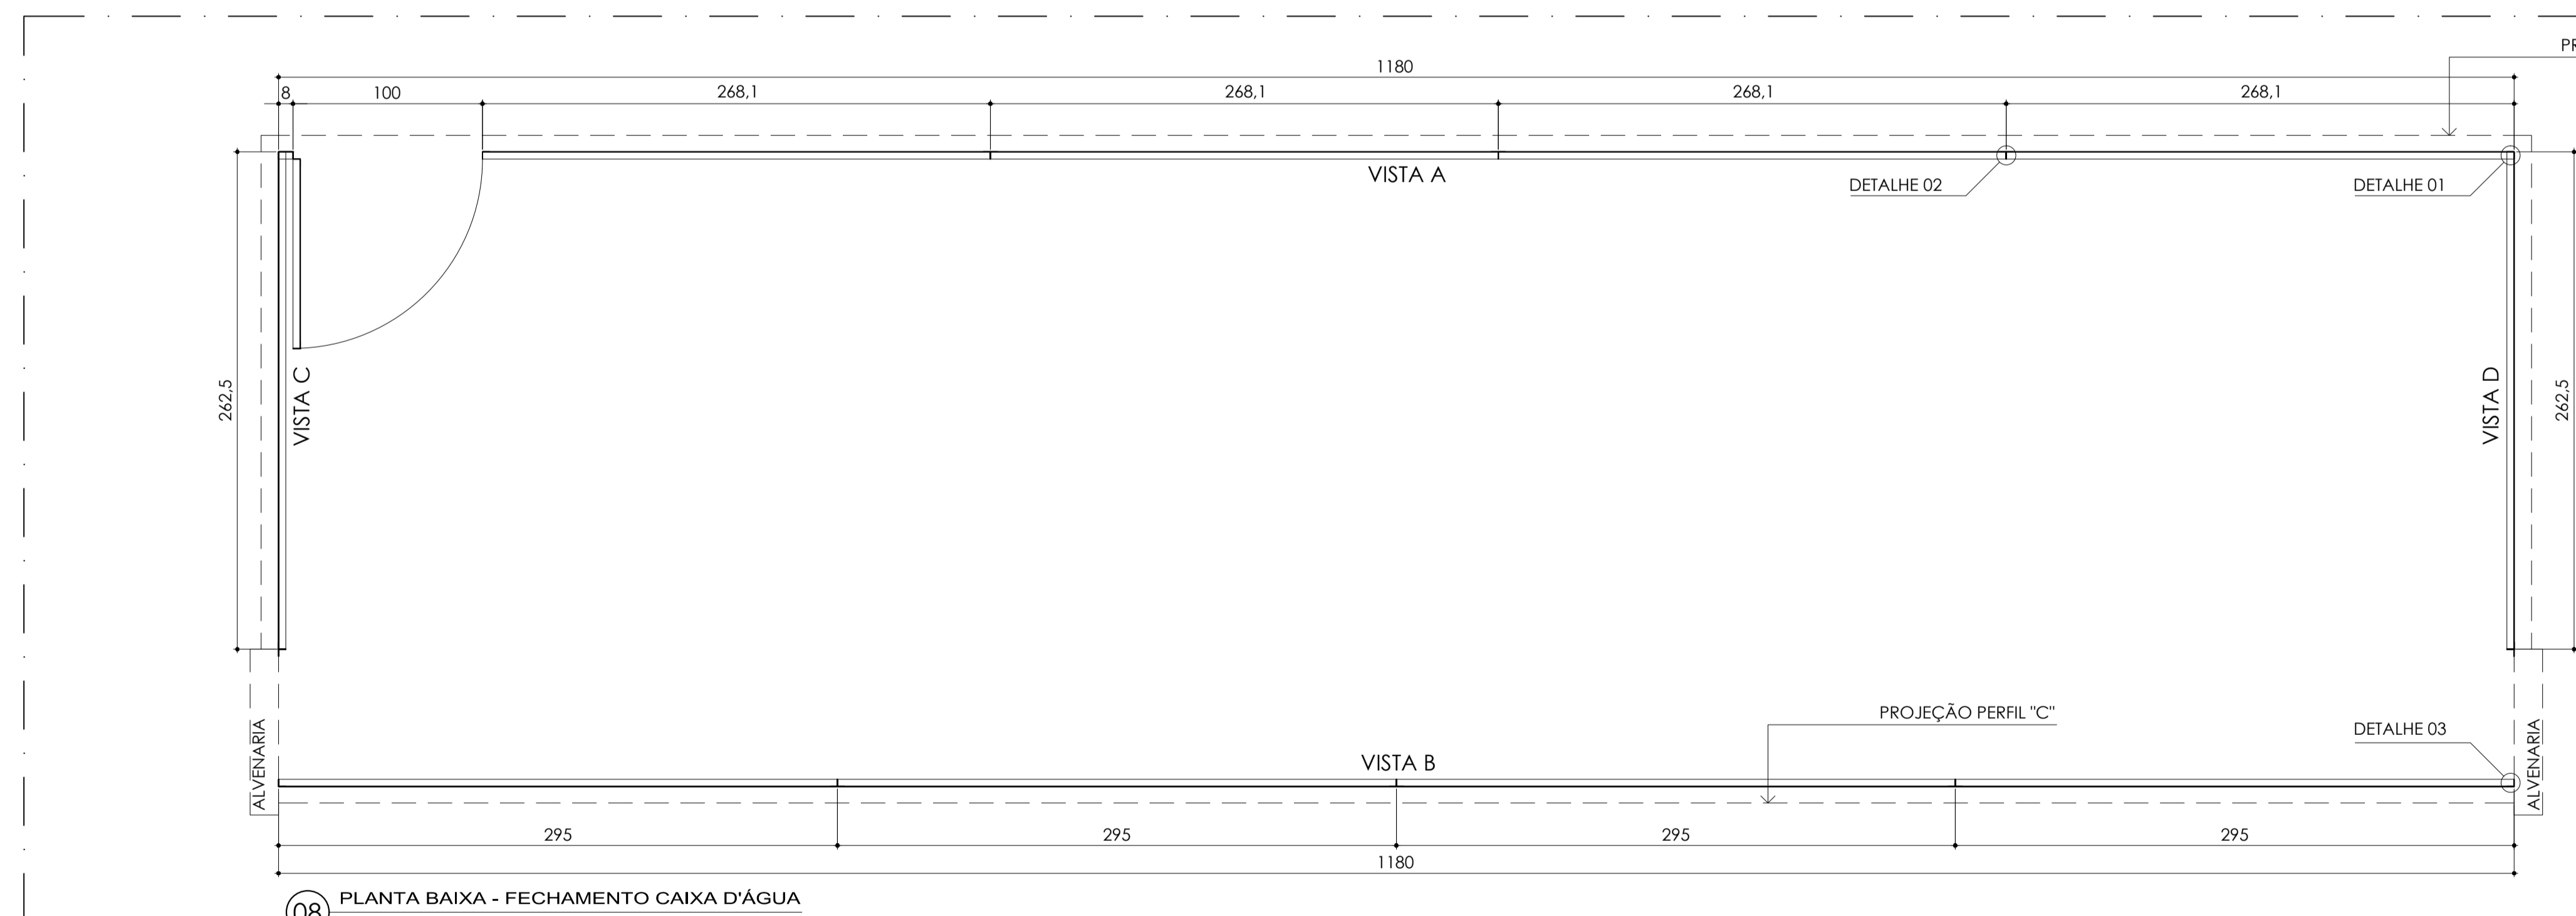 PR
1180
8 100 268,1 268,1 268,1 268,1
VISTA A
DETALHE 02
DETALHE 01
262,5
VISTA C
VISTA D
262,5
PROJEÇÃO PERFIL "C"
ALVENARIA
DETALHE 03
ALVENARIA
VISTA B
295 295 295 295
1180
08 PLANTA BAIXA - FECHAMENTO CAIXA D'ÁGUA